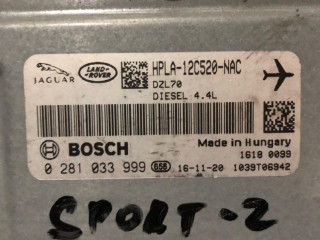 JAGUAR
LAND-ROVER
HPLA-12C520-NAC
DZL70
DIESEL 4.4L
BOSCH
Made in Hungary
1618 0099
0 281 033 999 656 16-11-20 1039T06942
SPORT-2